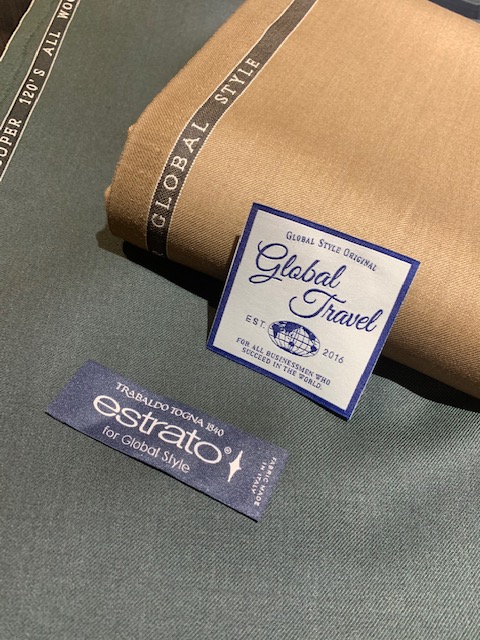 SUPER 120'S ALL WOO
GLOBAL STYLE
GLOBAL STYLE ORIGINAL
Global
Travel
EST. 2016
FOR ALL BUSINESSMEN WHO
SUCCEED IN THE WORLD.
TRABALDO TOGNA 1840
estrato®
for Global Style
FABRIC MADE
IN ITALY